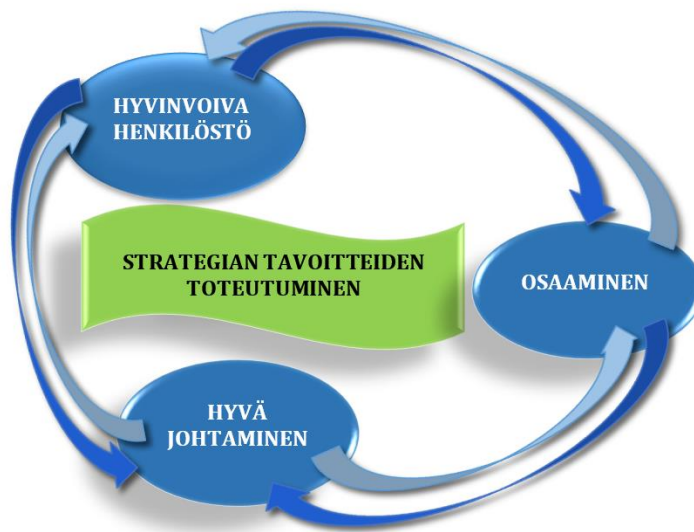 HYVINVOIVA
HENKILÖSTÖ
STRATEGIAN TAVOITTEIDEN
TOTEUTUMINEN
OSAAMINEN
HYVÄ
JOHTAMINEN